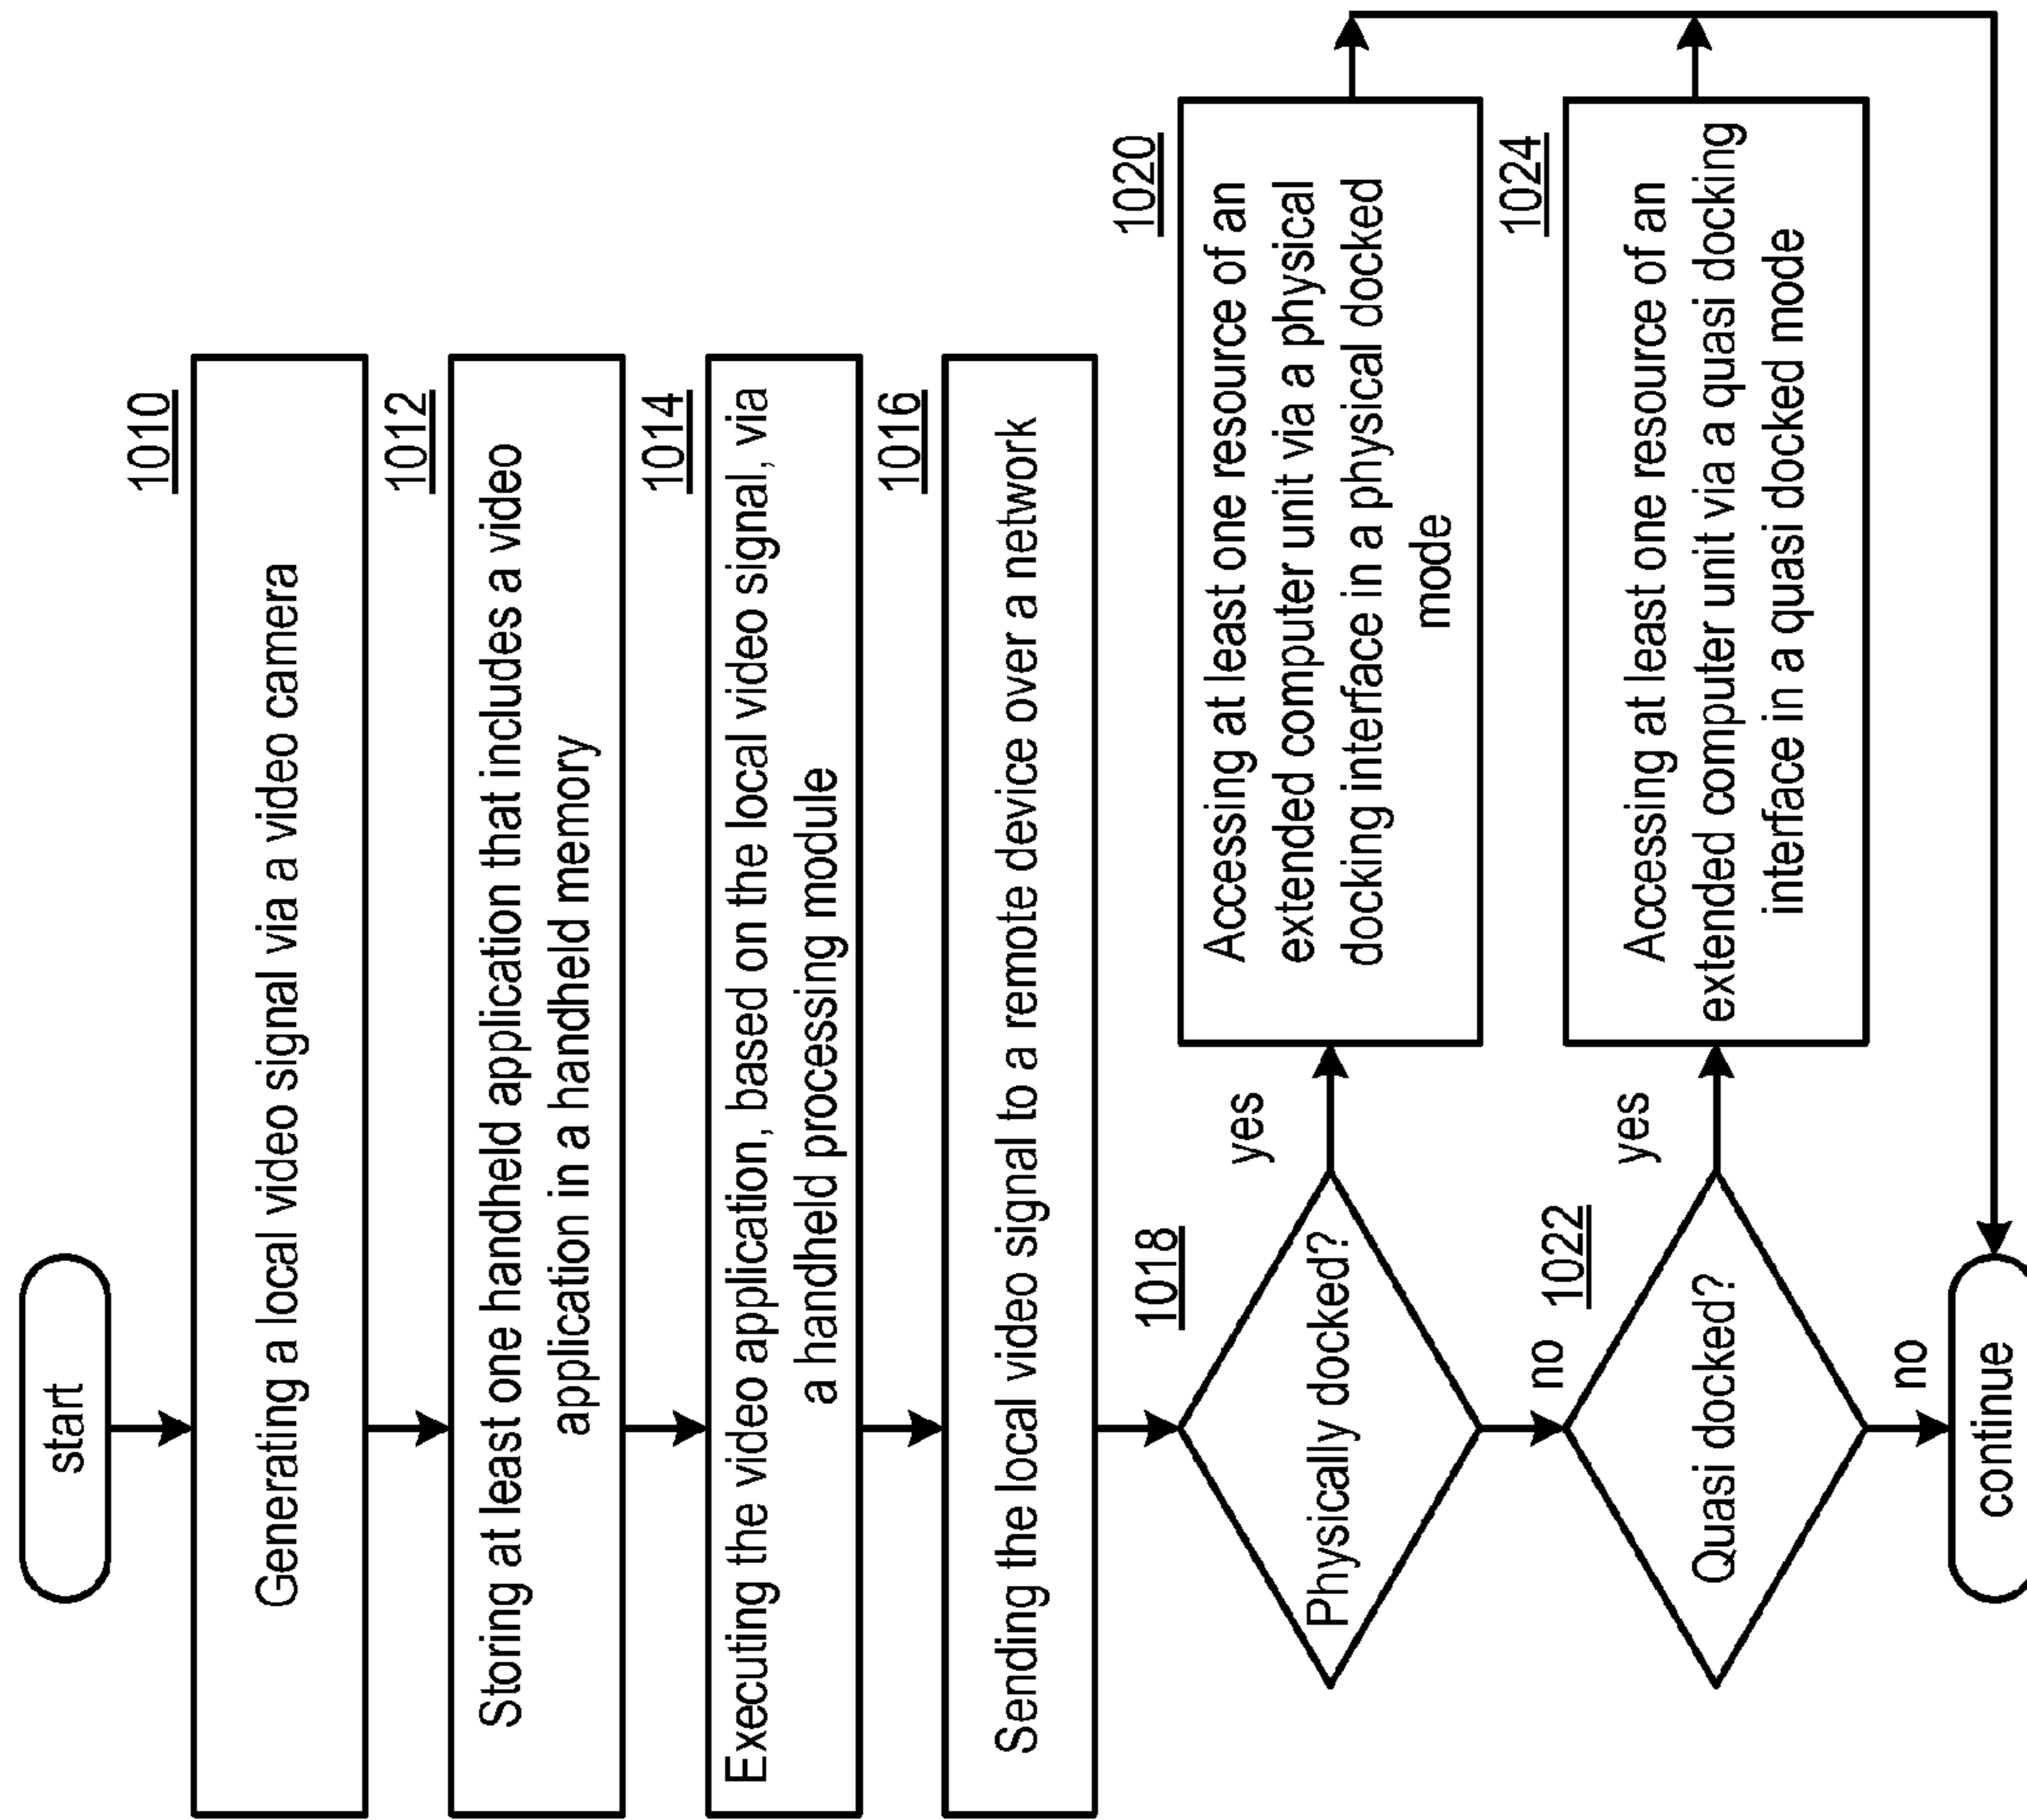 start
1010
Generating a local video signal via a video camera
1012
Storing at least one handheld application that includes a video
application in a handheld memory
1014
Executing the video application, based on the local video signal, via
a handheld processing module
1016
Sending the local video signal to a remote device over a network
1018
Physically docked?
yes
1020
Accessing at least one resource of an
extended computer unit via a physical
docking interface in a physical docked
mode
no
1022
Quasi docked?
yes
1024
Accessing at least one resource of an
extended computer unit via a quasi docking
interface in a quasi docked mode
no
continue